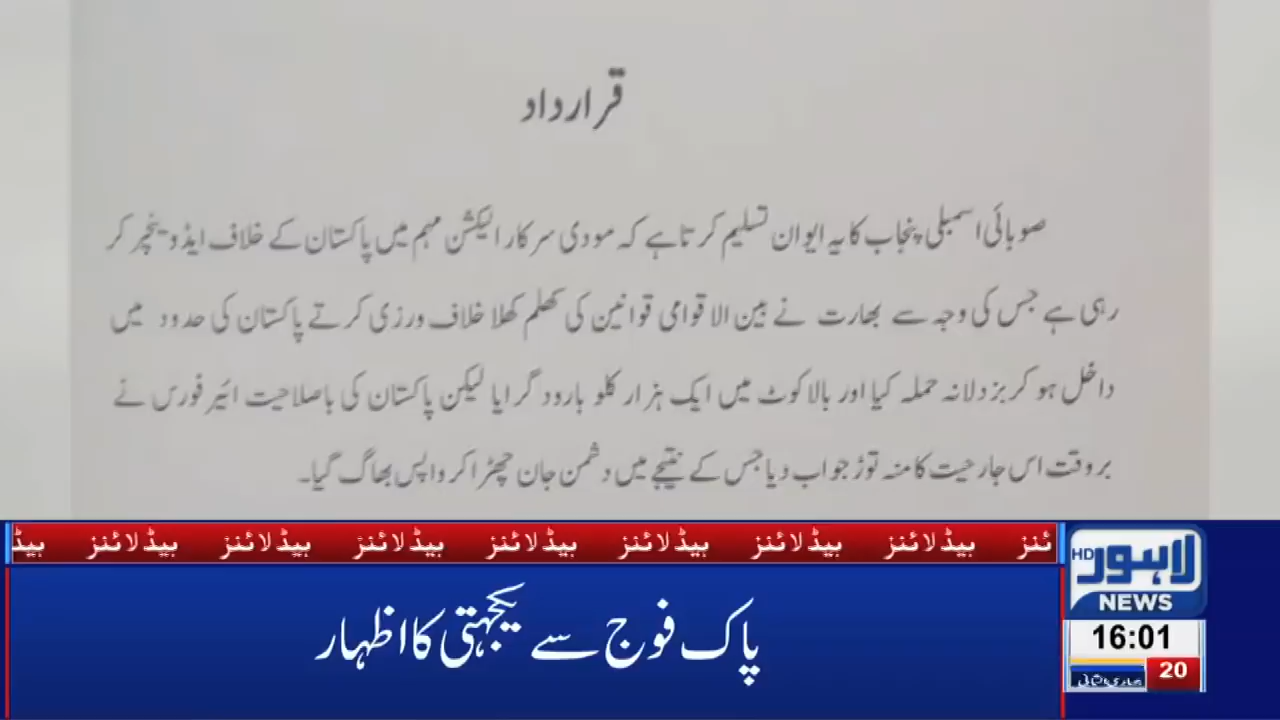 قرارداد
صوبائی اسمبلی پنجاب کا یہ ایوان تسلیم کرتا ہے کہ مودی سرکار الیکشن مہم میں پاکستان کے خلاف ایڈوینچر کر
رہی ہے جس کی وجہ سے بھارت نے بین الاقوامی قوانین کی کھلم کھلا خلاف ورزی کرتے پاکستان کی حدود میں
داخل ہو کر بزدلانہ حملہ کیا اور بالاکوٹ میں ایک ہزار کلو بارود گرایا لیکن پاکستان کی باصلاحیت ائیر فورس نے
بروقت اس جارحیت کا منہ توڑ جواب دیا جس کے نتیجے میں دشمن جان چھڑا کر واپس بھاگ گیا۔
ئنز ہیڈلائنز ہیڈلائنز ہیڈلائنز ہیڈلائنز ہیڈلائنز ہیڈلائنز ہیڈلائنز ہیڈ
پاک فوج سے یکجہتی کا اظہار
لاہور HD
NEWS
16:01
20